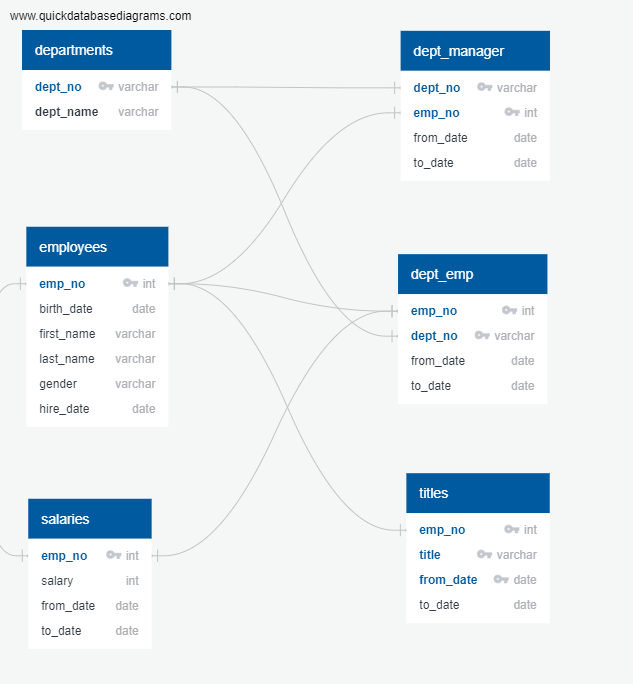 www.quickdatabasediagrams.com
departments
dept_no varchar
dept_name varchar
dept_manager
dept_no varchar
emp_no int
from_date date
to_date date
employees
emp_no int
birth_date date
first_name varchar
last_name varchar
gender varchar
hire_date date
dept_emp
emp_no int
dept_no varchar
from_date date
to_date date
salaries
emp_no int
salary int
from_date date
to_date date
titles
emp_no int
title varchar
from_date date
to_date date